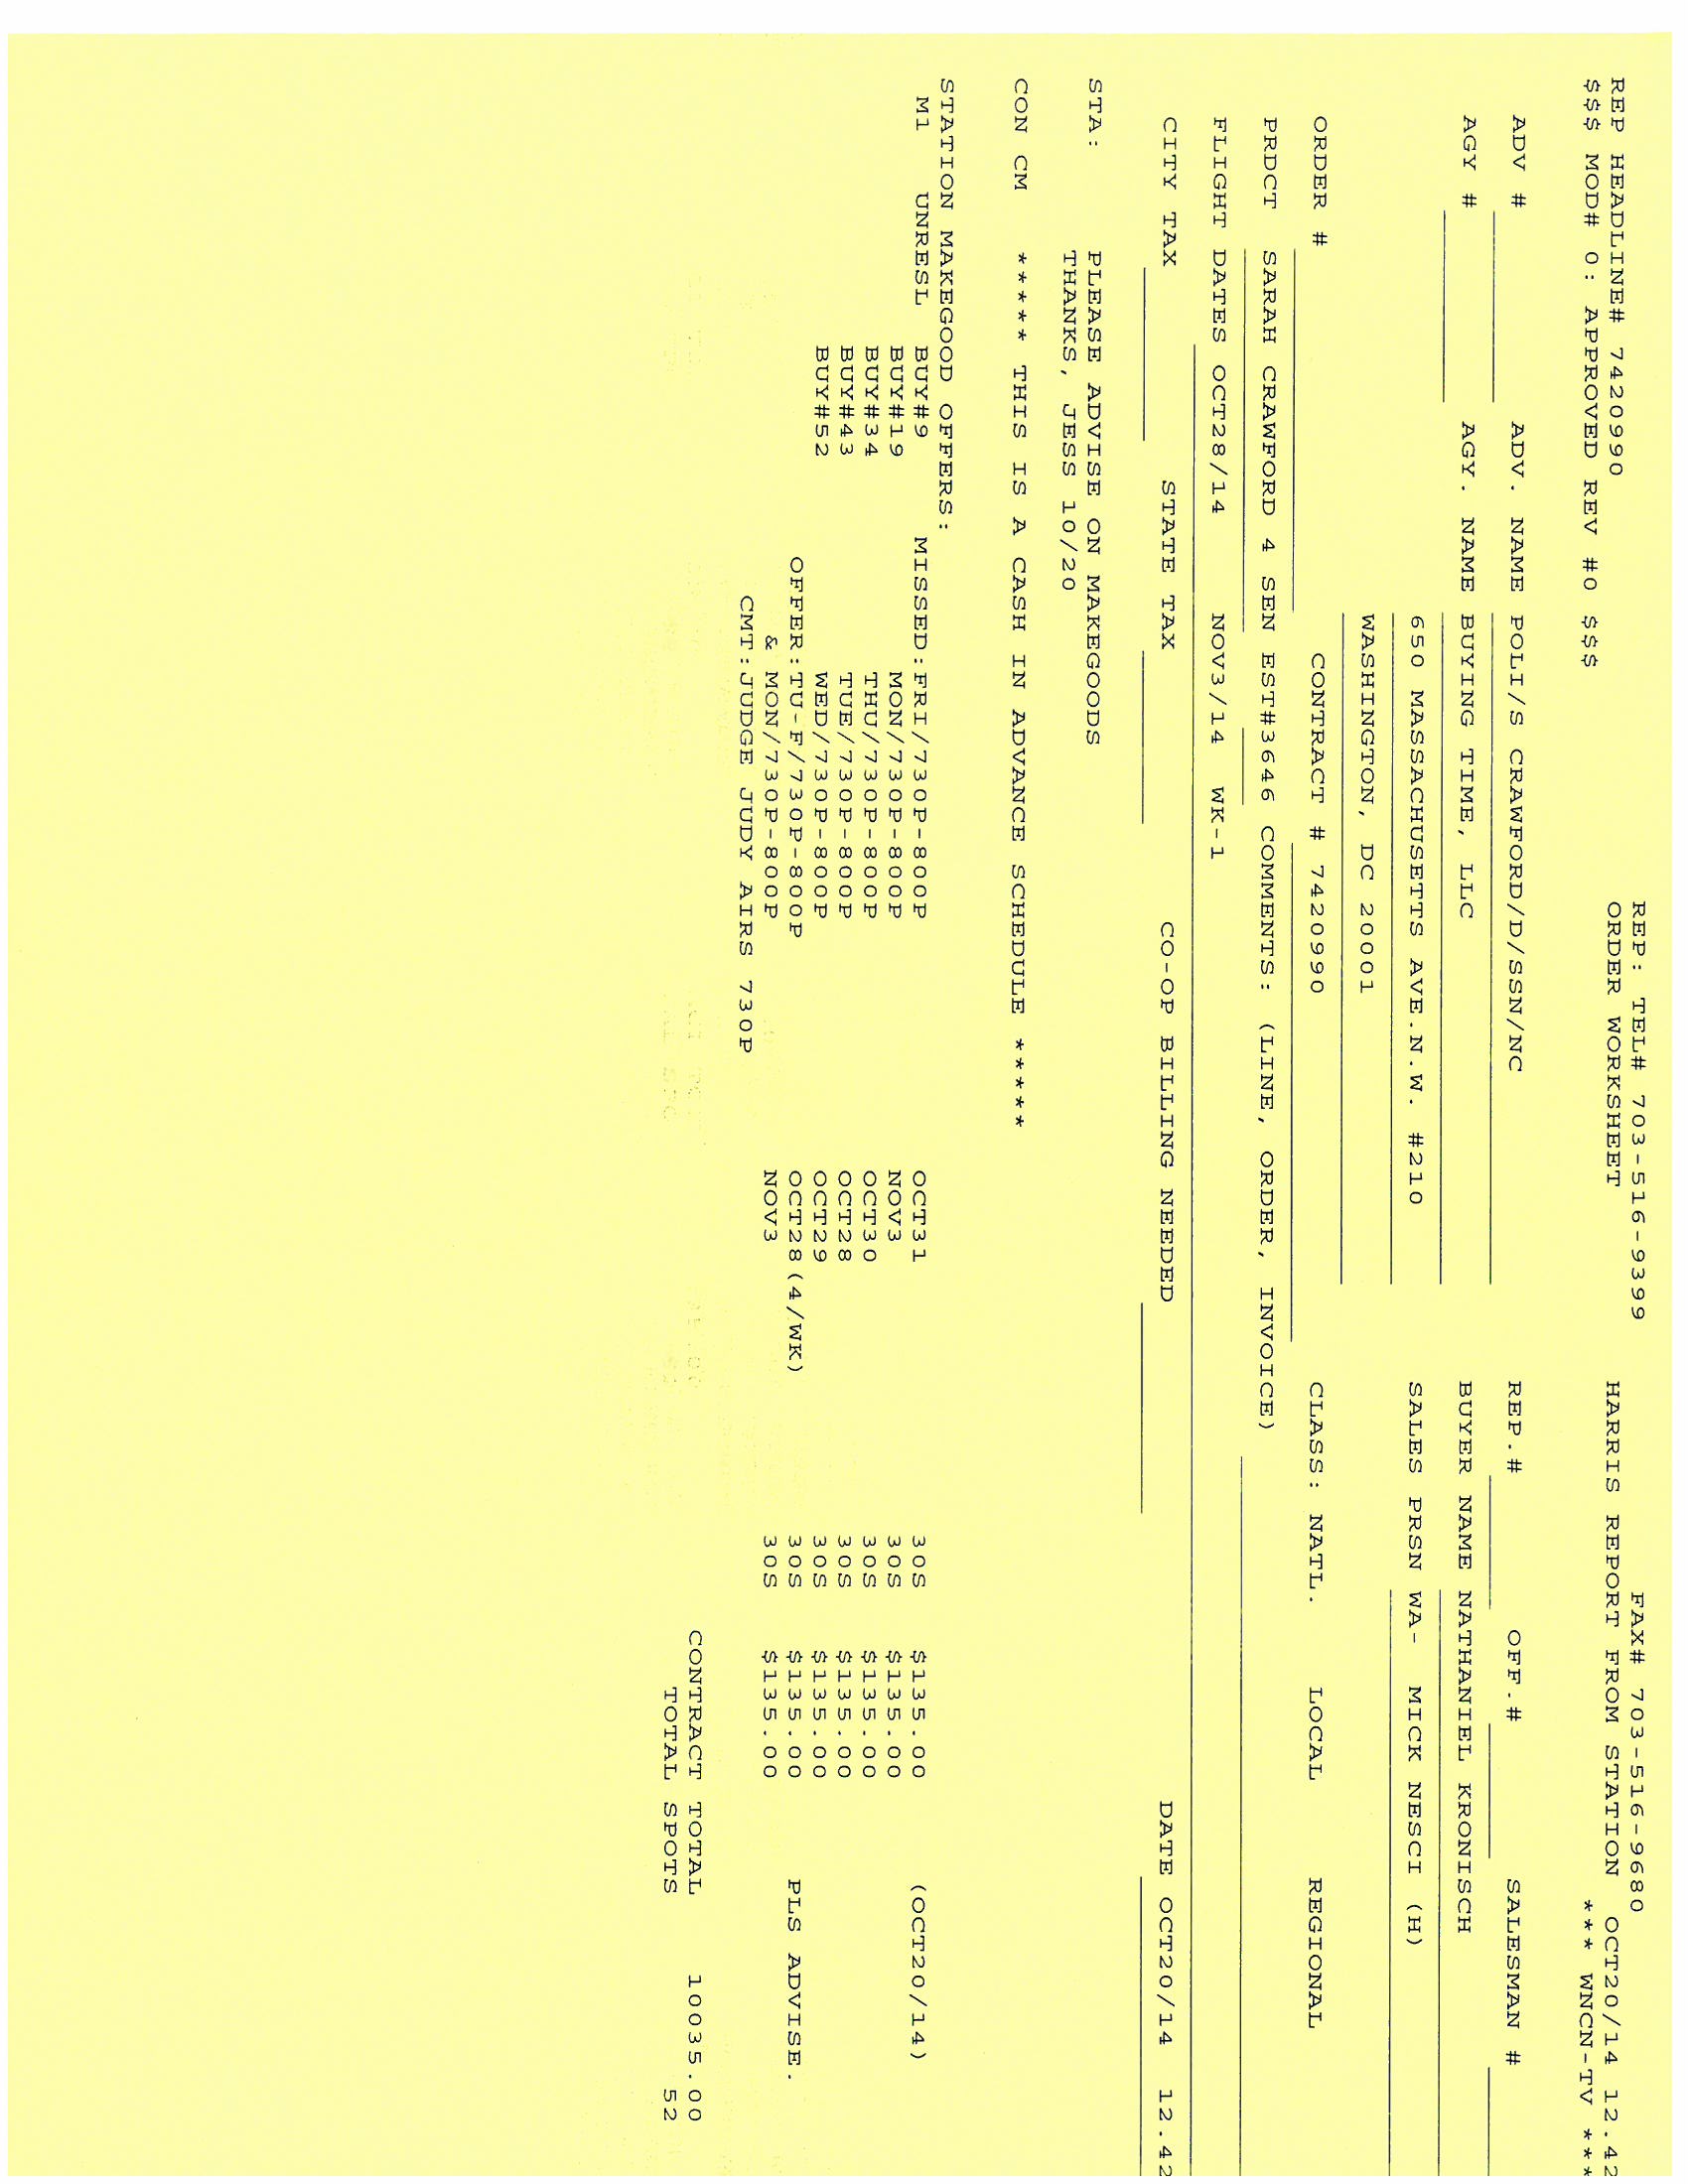 REP: TEL# 703-516-9399 FAX# 703-516-9680
REP HEADLINE# 7420990 ORDER WORKSHEET HARRIS REPORT FROM STATION OCT20/14 12.42
$$$ MOD# 0: APPROVED REV #0 $$$ *** WNCN-TV ***
ADV # ADV. NAME POLI/S CRAWFORD/D/SSN/NC REP.# OFF.# SALESMAN #
AGY # AGY. NAME BUYING TIME, LLC BUYER NAME NATHANIEL KRONISCH
650 MASSACHUSETTS AVE.N.W. #210 SALES PRSN WA- MICK NESCI (H)
WASHINGTON, DC 20001
ORDER # CONTRACT # 7420990 CLASS: NATL. LOCAL REGIONAL
PRDCT SARAH CRAWFORD 4 SEN EST#3646 COMMENTS: (LINE, ORDER, INVOICE)
FLIGHT DATES OCT28/14 NOV3/14 WK-1
CITY TAX STATE TAX CO-OP BILLING NEEDED DATE OCT20/14 12.42
STA: PLEASE ADVISE ON MAKEGOODS
THANKS, JESS 10/20
CON CM ***** THIS IS A CASH IN ADVANCE SCHEDULE *****
STATION MAKEGOOD OFFERS:
M1 UNRESL BUY#9 MISSED:FRI/730P-800P OCT31 30S $135.00 (OCT20/14)
BUY#19 MON/730P-800P NOV3 30S $135.00
BUY#34 THU/730P-800P OCT30 30S $135.00
BUY#43 TUE/730P-800P OCT28 30S $135.00
BUY#52 WED/730P-800P OCT29 30S $135.00
OFFER:TU-F/730P-800P OCT28(4/WK) 30S $135.00 PLS ADVISE.
& MON/730P-800P NOV3 30S $135.00
CMT:JUDGE JUDY AIRS 730P
CONTRACT TOTAL 10035.00
TOTAL SPOTS 52